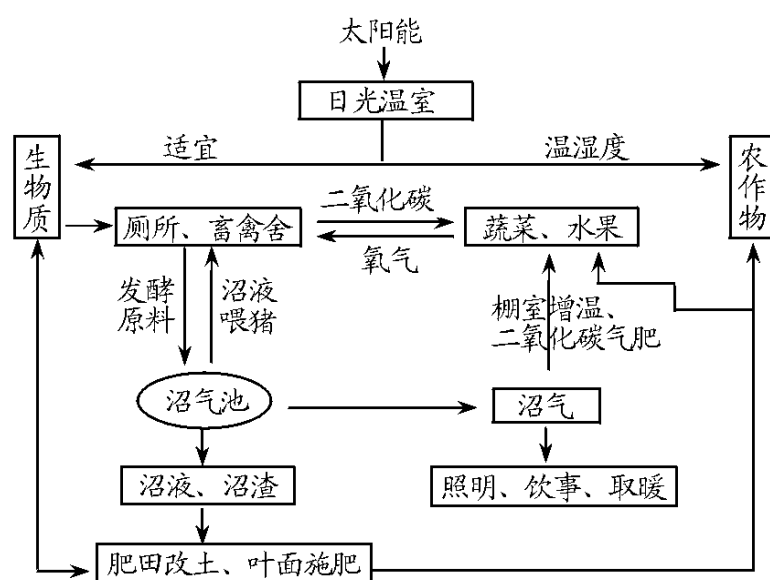 太阳能
日光温室
生物质
适宜
温湿度
农作物
厕所、畜禽舍
二氧化碳
氧气
蔬菜、水果
发酵
原料
沼液
喂猪
棚室增温、
二氧化碳气肥
沼气池
沼气
沼液、沼渣
照明、饮事、取暖
肥田改土、叶面施肥